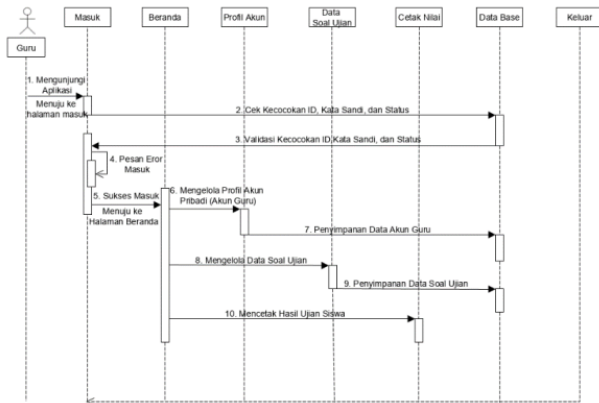 Masuk
Beranda
Profil Akun
Data
Soal Ujian
Cetak Nilai
Data Base
Keluar
Guru
1. Mengunjungi
Aplikasi
Menuju ke
halaman masuk
2. Cek Kecocokan ID, Kata Sandi, dan Status
3. Validasi Kecocokan ID,Kata Sandi, dan Status
4. Pesan Eror
Masuk
5. Sukses Masuk
Menuju ke
Halaman Beranda
6. Mengelola Profil Akun
Pribadi (Akun Guru)
7. Penyimpanan Data Akun Guru
8. Mengelola Data Soal Ujian
9. Penyimpanan Data Soal Ujian
10. Mencetak Hasil Ujian Siswa